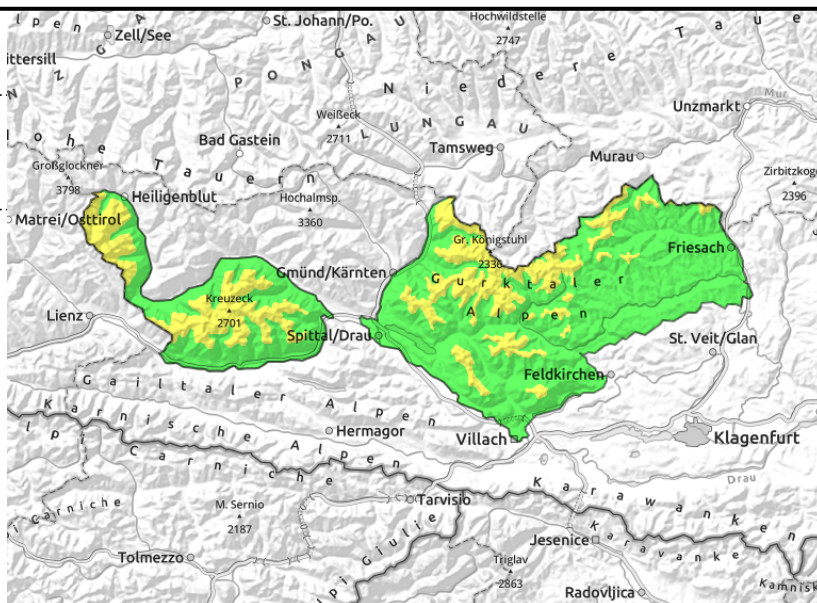 l p e n
St. Johann/Po.
Hochwildstelle
2747
Zell/See
ittersill
P O N G A U
N i e d e r e T a u e
N Z G A
Mur
Unzmarkt
Weißeck
2711
L U N G A U
o h e T a u e r n
Bad Gastein
Tamsweg
Murau
Großglockner
3798
Zirbitzkoge
2396
Heiligenblut
Hochalmsp.
3360
Matrei/Osttirol
Gr. Königstuhl
2336
Friesach
Gmünd/Kärnten
G u r k t a l e r
A l p e n
Kreuzeck
2701
Lienz
Spittal/Drau
St. Veit/Glan
Feldkirchen
G a i l t a l e r A l p e n
K a r n i s c h e A l p e n
Hermagor
Villach
Klagenfurt
l p i C a r n i c h e
Drau
Tarvisio
K a r a w a n k e n
M. Sernio
2187
i C a r n i c h e
Jesenice
K a r a v a n k e
Tolmezzo
l p i G i u l i e
Triglav
2863
K a m n i s k
Radovljica